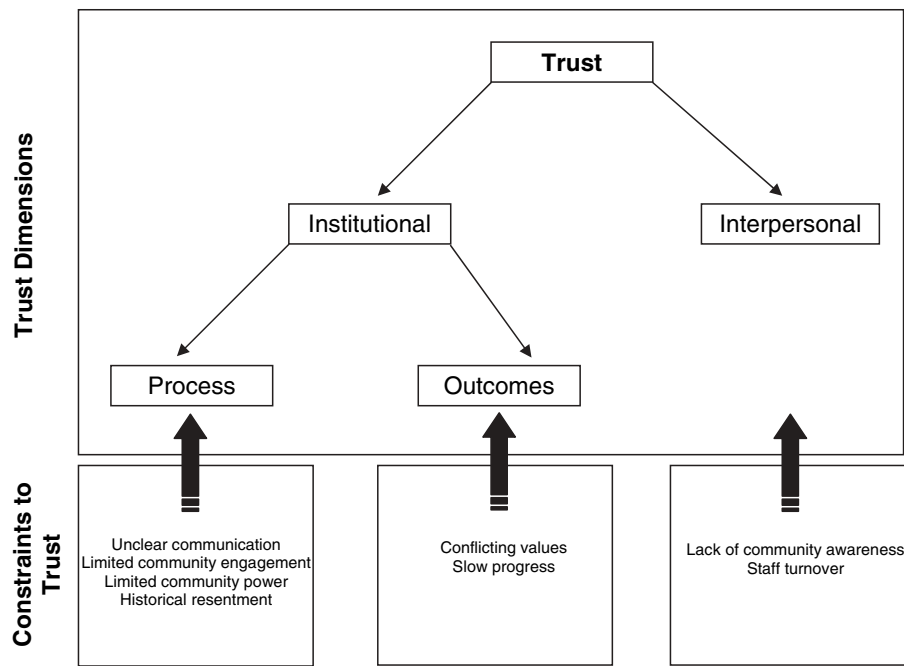 Trust Dimensions
Trust
Institutional
Interpersonal
Process
Outcomes
Constraints to
Trust
Unclear communication
Limited community engagement
Limited community power
Historical resentment
Conflicting values
Slow progress
Lack of community awareness
Staff turnover